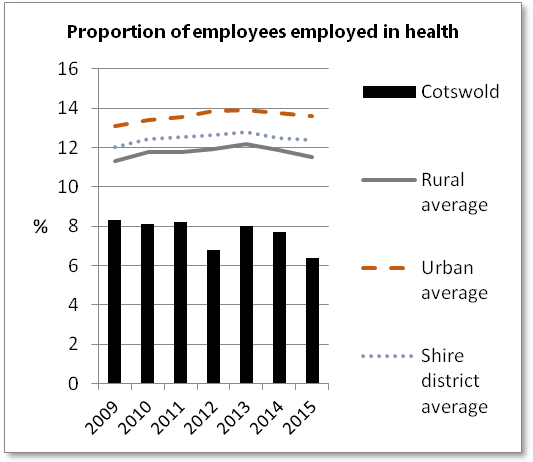 Proportion of employees employed in health
16
14
12
10
8
6
4
2
0
%
2009
2010
2011
2012
2013
2014
2015
Cotswold
Rural
average
Urban
average
Shire
district
average